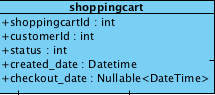 shoppingcart
+shoppingcartId : int
+customerId : int
+status : int
+created_date : Datetime
+checkout_date : Nullable<DateTime>